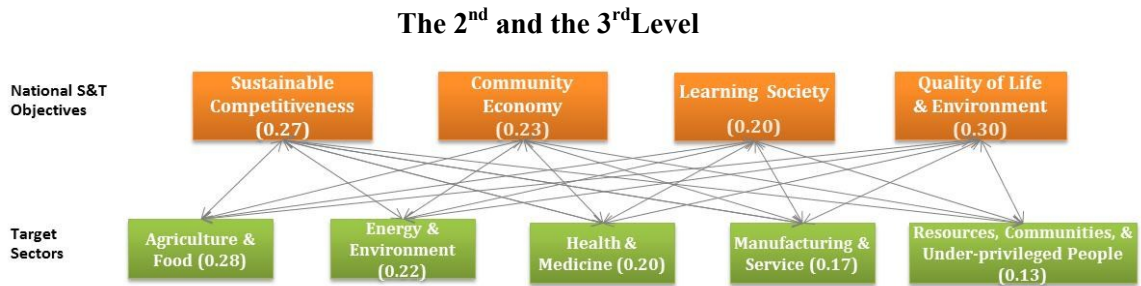 The 2nd and the 3rdLevel
National S&T
Objectives
Sustainable
Competitiveness
(0.27)
Community
Economy
(0.23)
Learning Society
(0.20)
Quality of Life
& Environment
(0.30)
Target
Sectors
Agriculture &
Food (0.28)
Energy &
Environment
(0.22)
Health &
Medicine (0.20)
Manufacturing &
Service (0.17)
Resources, Communities, &
Under-privileged People
(0.13)